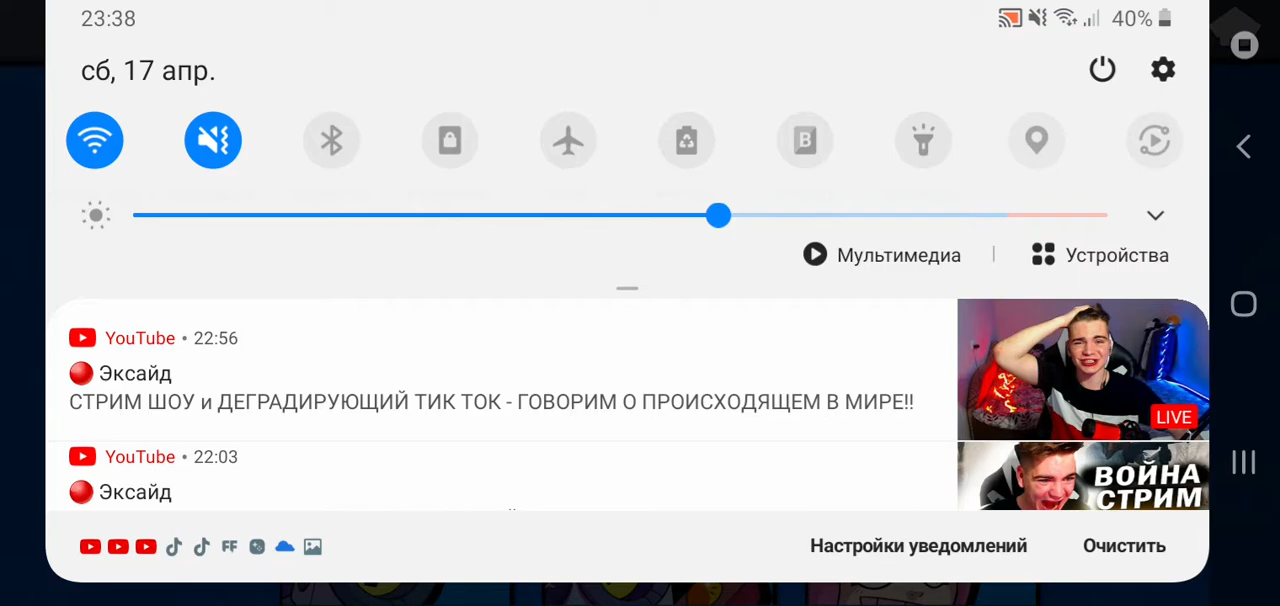 23:38
40%
сб, 17 апр.
Мультимедиа | Устройства
YouTube • 22:56
Эксайд
СТРИМ ШОУ и ДЕГРАДИРУЮЩИЙ ТИК ТОК - ГОВОРИМ О ПРОИСХОДЯЩЕМ В МИРЕ!!
LIVE
YouTube • 22:03
Эксайд
ВОЙНА
СТРИМ
FF
Настройки уведомлений
Очистить